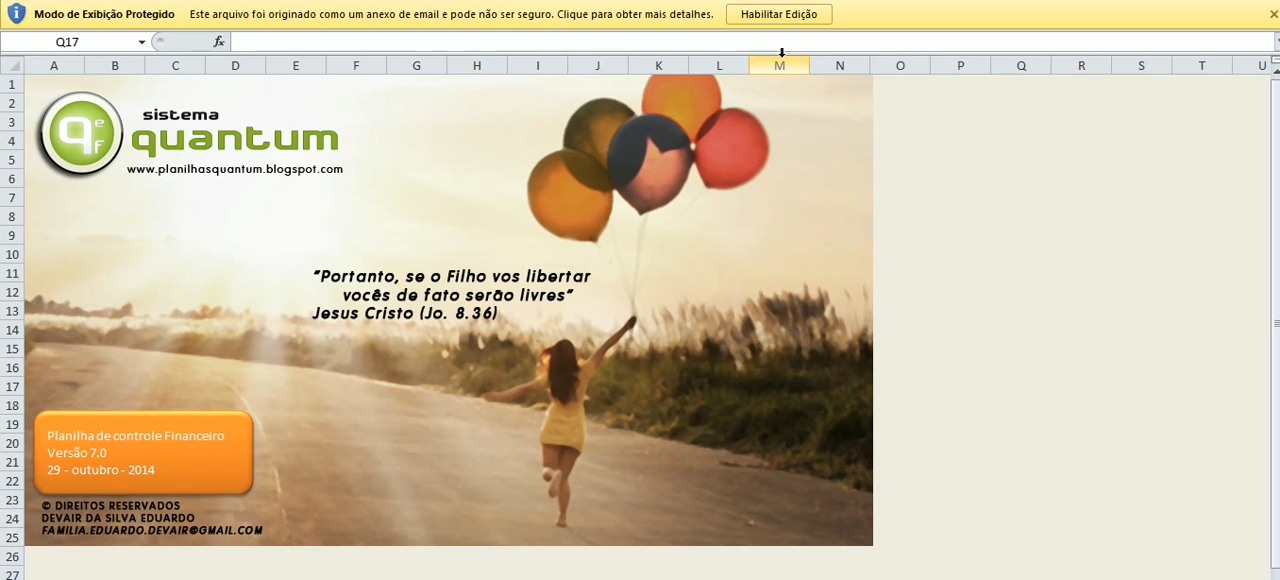 Modo de Exibição Protegido Este arquivo foi originado como um anexo de email e pode não ser seguro. Clique para obter mais detalhes. Habilitar Edição
Q17 fx
A B C D E F G H I J K L M N O P Q R S T U
1
2
3
4
5
6
7
8
9
10
11
12
13
14
15
16
17
18
19
20
21
22
23
24
25
26
27
q e F
sistema
quantum
www.planilhasquantum.blogspot.com
"Portanto, se o Filho vos libertar
vocês de fato serão livres"
Jesus Cristo (Jo. 8.36)
Planilha de controle Financeiro
Versão 7.0
29 - outubro - 2014
© DIREITOS RESERVADOS
DEVAIR DA SILVA EDUARDO
FAMILIA.EDUARDO.DEVAIR@GMAIL.COM